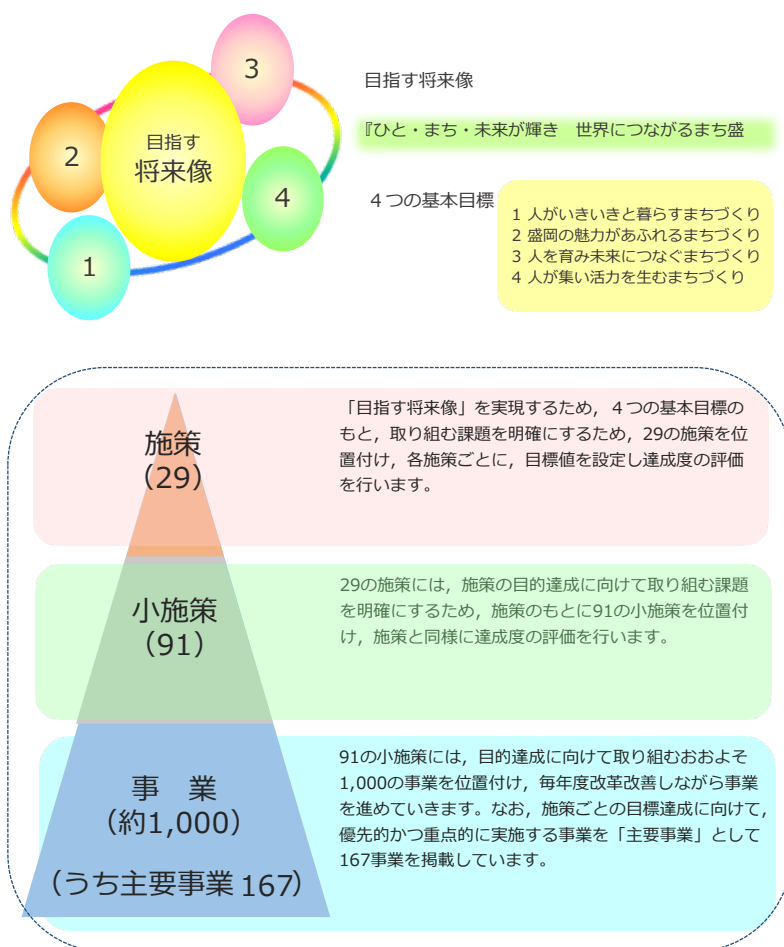 3
目指す将来像
『ひと・まち・未来が輝き　世界につながるまち盛
2
目指す
将来像
4
４つの基本目標
1 人がいきいきと暮らすまちづくり
2 盛岡の魅力があふれるまちづくり
3 人を育み未来につなぐまちづくり
4 人が集い活力を生むまちづくり
1
施策
（29）
「目指す将来像」を実現するため，４つの基本目標の
もと，取り組む課題を明確にするため，29の施策を位
置付け，各施策ごとに，目標値を設定し達成度の評価
を行います。
小施策
（91）
29の施策には，施策の目的達成に向けて取り組む課題
を明確にするため，施策のもとに91の小施策を位置付
け，施策と同様に達成度の評価を行います。
事　業
（約1,000）
（うち主要事業 167）
91の小施策には，目的達成に向けて取り組むおおよそ
1,000の事業を位置付け，毎年度改革改善しながら事業
を進めていきます。なお，施策ごとの目標達成に向けて，
優先的かつ重点的に実施する事業を「主要事業」として
167事業を掲載しています。